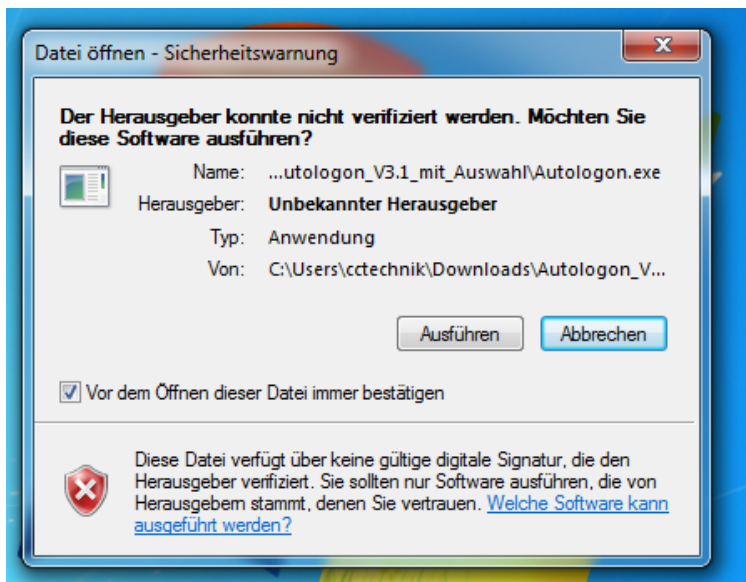 Datei öffnen - Sicherheitswarnung
Der Herausgeber konnte nicht verifiziert werden. Möchten Sie
diese Software ausführen?
Name: ...utologon_V3.1_mit_Auswahl\Autologon.exe
Herausgeber: Unbekannter Herausgeber
Typ: Anwendung
Von: C:\Users\cctechnik\Downloads\Autologon_V...
Ausführen Abbrechen
Vor dem Öffnen dieser Datei immer bestätigen
Diese Datei verfügt über keine gültige digitale Signatur, die den
Herausgeber verifiziert. Sie sollten nur Software ausführen, die von
Herausgebern stammt, denen Sie vertrauen. Welche Software kann
ausgeführt werden?